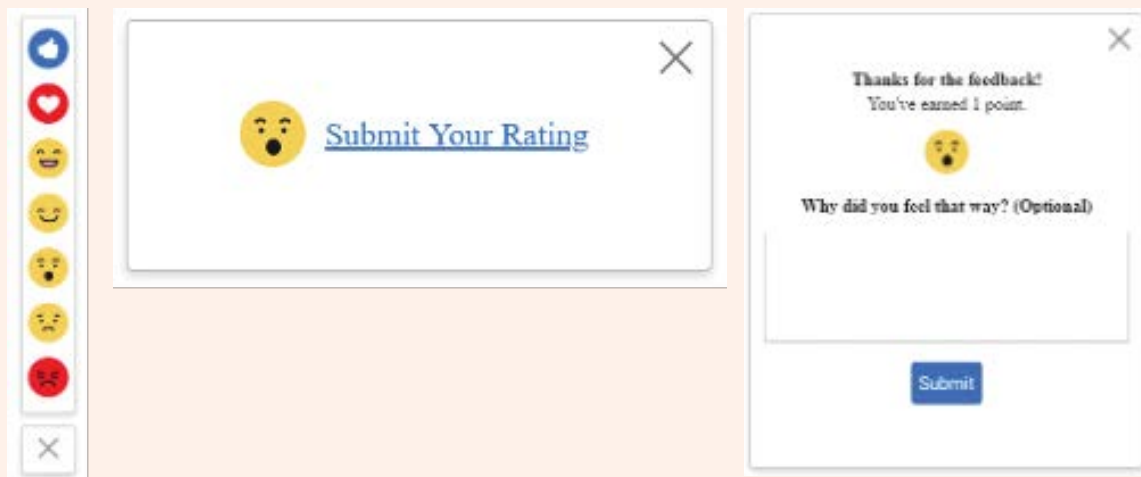 Submit Your Rating
Thanks for the feedback!
You've earned 1 point.
Why did you feel that way? (Optional)
Submit